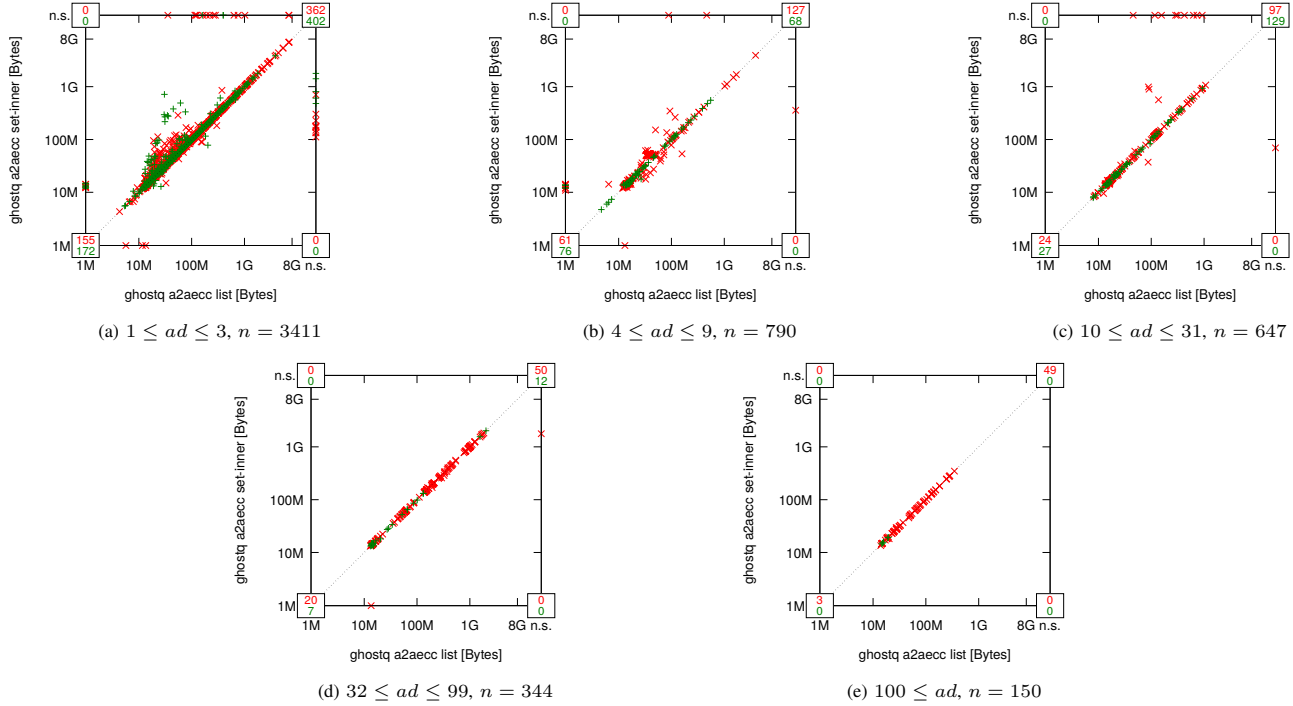 ghostq a2aecc set-inner [Bytes]
n.s.
8G
1G
100M
10M
1M
0
0
362
402
155
172
0
0
1M 10M 100M 1G 8G n.s.
ghostq a2aecc list [Bytes]
(a) 1 ≤ ad ≤ 3, n = 3411
ghostq a2aecc set-inner [Bytes]
n.s.
8G
1G
100M
10M
1M
0
0
127
68
61
76
0
0
1M 10M 100M 1G 8G n.s.
ghostq a2aecc list [Bytes]
(b) 4 ≤ ad ≤ 9, n = 790
ghostq a2aecc set-inner [Bytes]
n.s.
8G
1G
100M
10M
1M
0
0
97
129
24
27
0
0
1M 10M 100M 1G 8G n.s.
ghostq a2aecc list [Bytes]
(c) 10 ≤ ad ≤ 31, n = 647
ghostq a2aecc set-inner [Bytes]
n.s.
8G
1G
100M
10M
1M
0
0
50
12
20
7
0
0
1M 10M 100M 1G 8G n.s.
ghostq a2aecc list [Bytes]
(d) 32 ≤ ad ≤ 99, n = 344
ghostq a2aecc set-inner [Bytes]
n.s.
8G
1G
100M
10M
1M
0
0
49
0
3
0
0
0
1M 10M 100M 1G 8G n.s.
ghostq a2aecc list [Bytes]
(e) 100 ≤ ad, n = 150